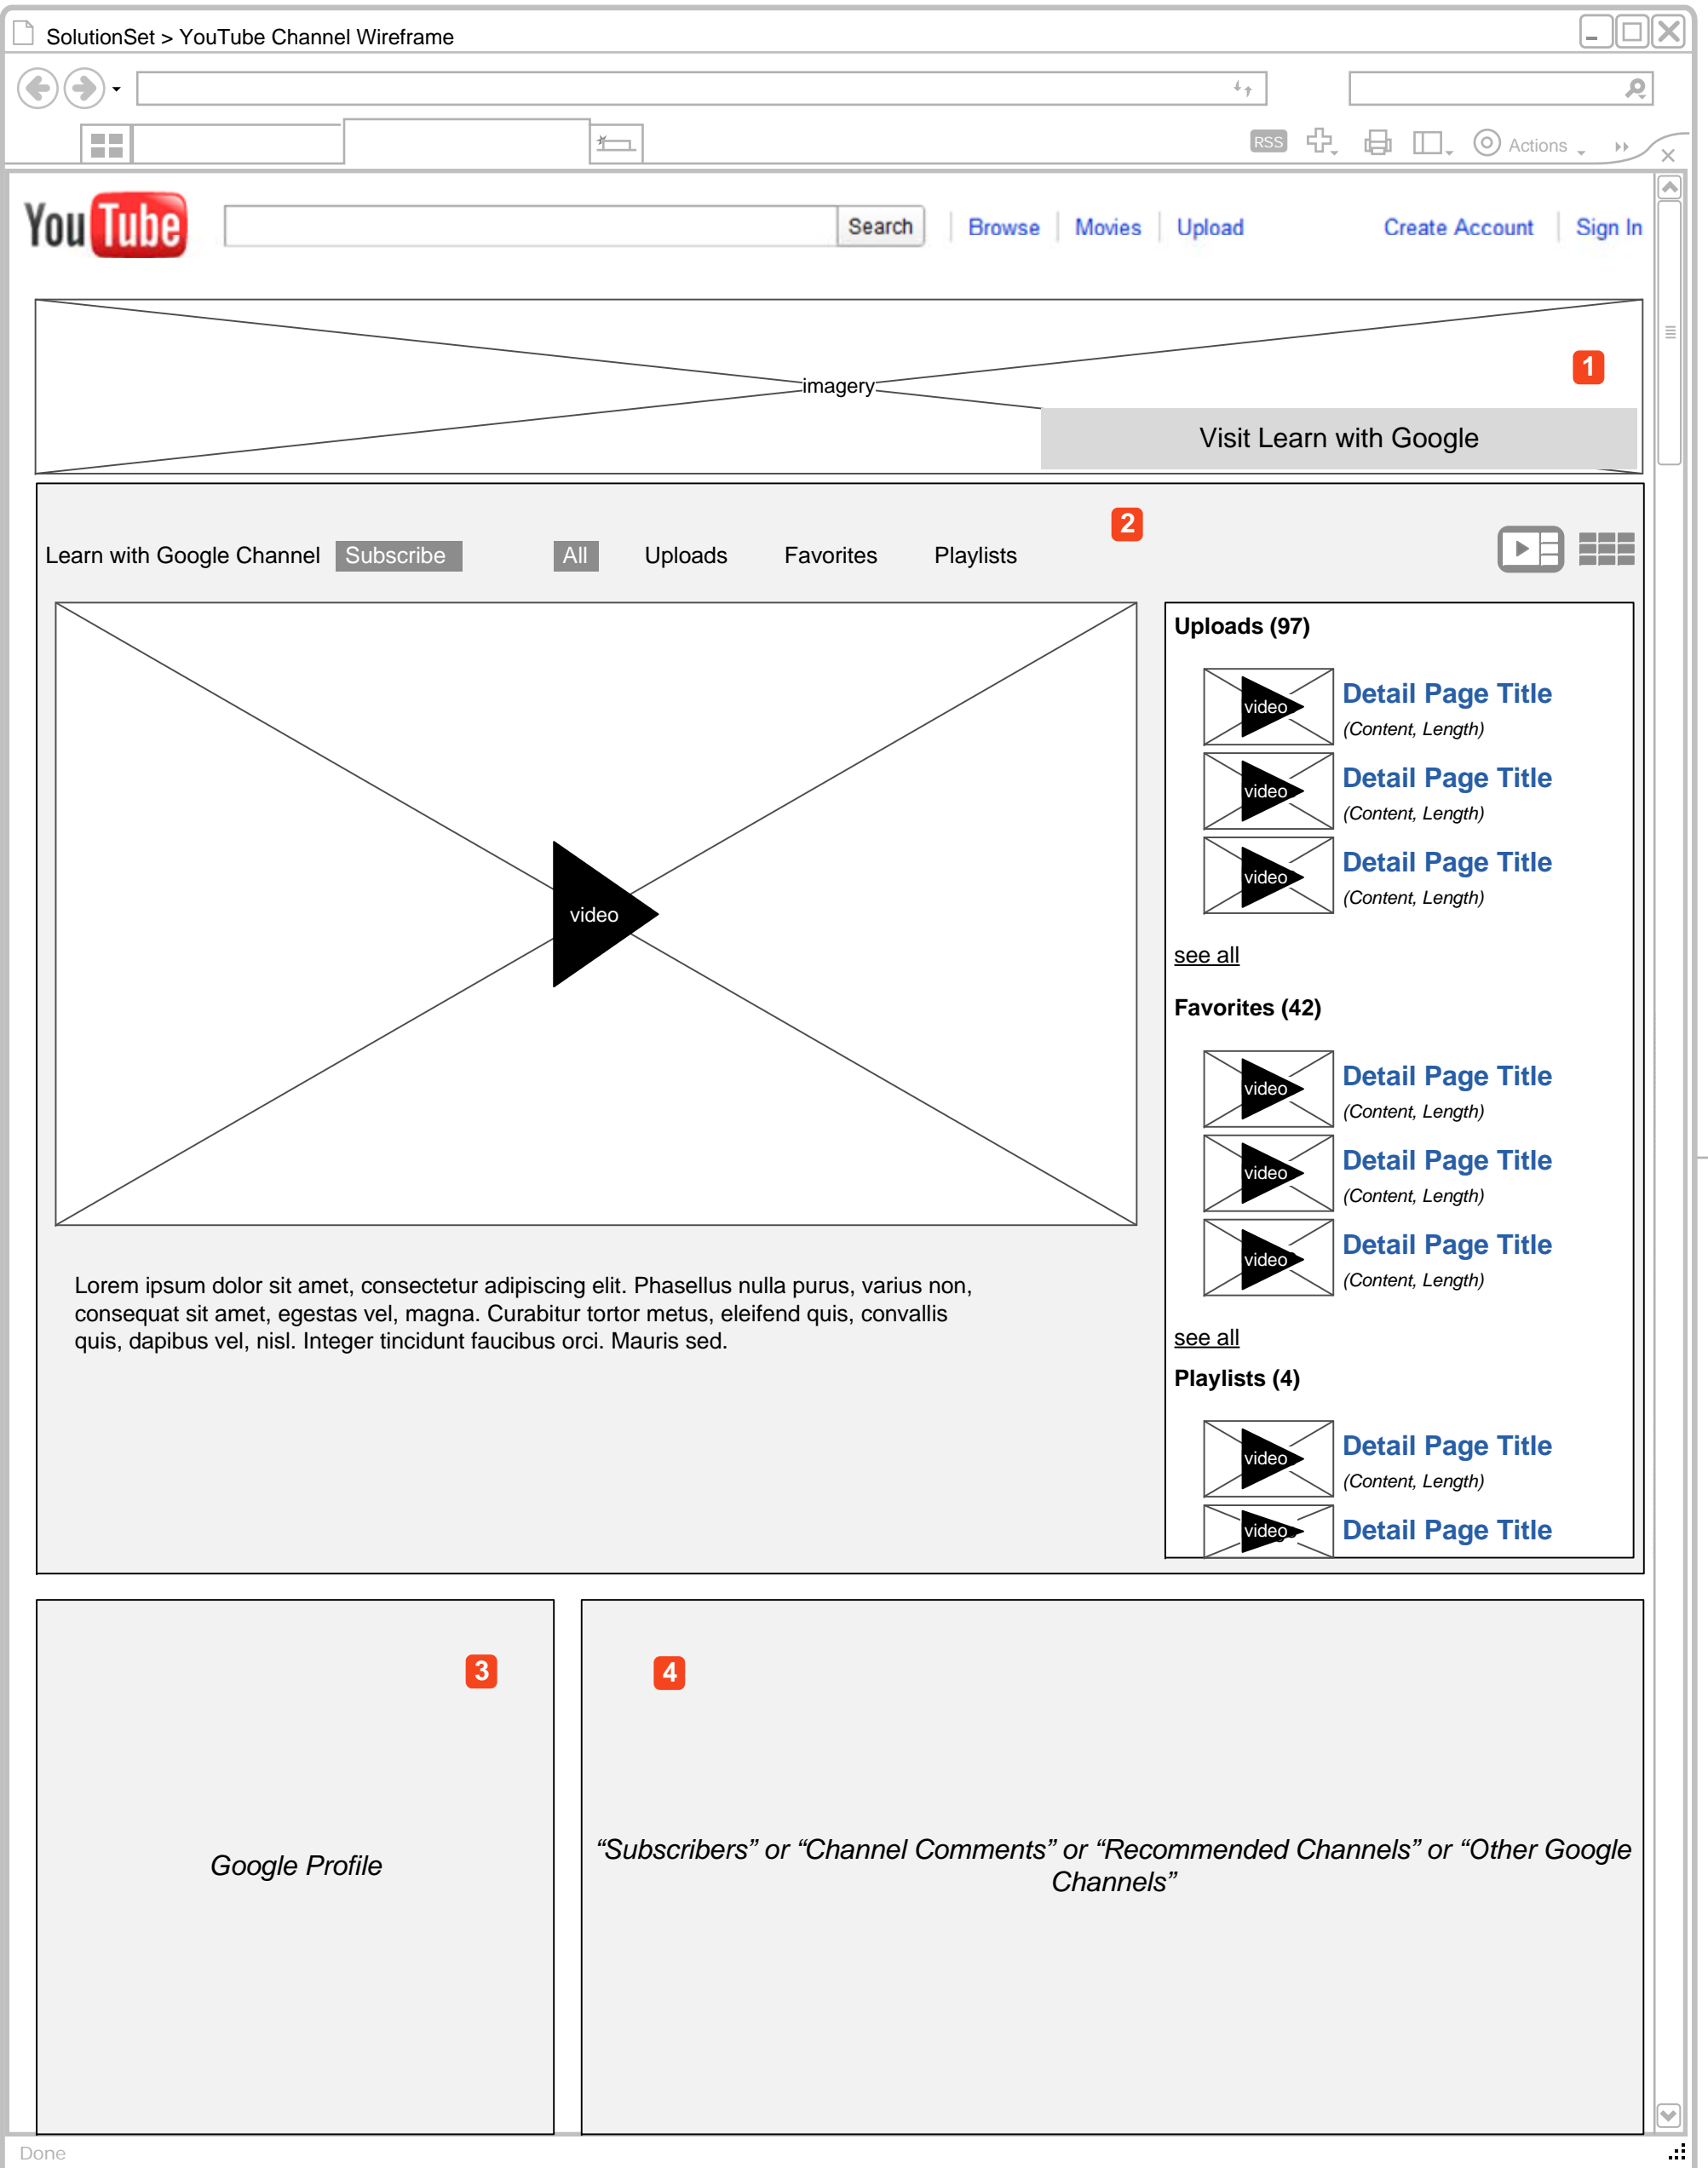 SolutionSet > YouTube Channel Wireframe
RSS Actions
YouTube Search Browse Movies Upload Create Account Sign In
imagery
1
Visit Learn with Google
2
Learn with Google Channel Subscribe All Uploads Favorites Playlists
video
Lorem ipsum dolor sit amet, consectetur adipiscing elit. Phasellus nulla purus, varius non,
consequat sit amet, egestas vel, magna. Curabitur tortor metus, eleifend quis, convallis
quis, dapibus vel, nisl. Integer tincidunt faucibus orci. Mauris sed.
Uploads (97)
video Detail Page Title
(Content, Length)
video Detail Page Title
(Content, Length)
video Detail Page Title
(Content, Length)
see all
Favorites (42)
video Detail Page Title
(Content, Length)
video Detail Page Title
(Content, Length)
video Detail Page Title
(Content, Length)
see all
Playlists (4)
video Detail Page Title
(Content, Length)
video Detail Page Title
3
Google Profile
4
“Subscribers” or “Channel Comments” or “Recommended Channels” or “Other Google
Channels”
Done